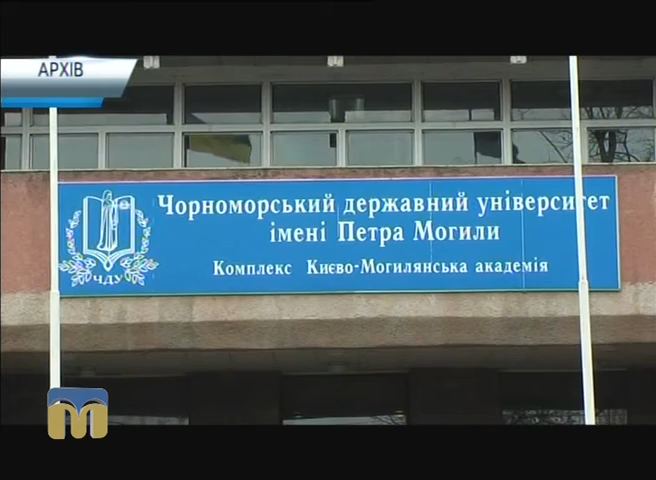 АРХІВ
Чорноморський державний університет
імені Петра Могили
Комплекс Києво-Могилянська академія
ЧДУ